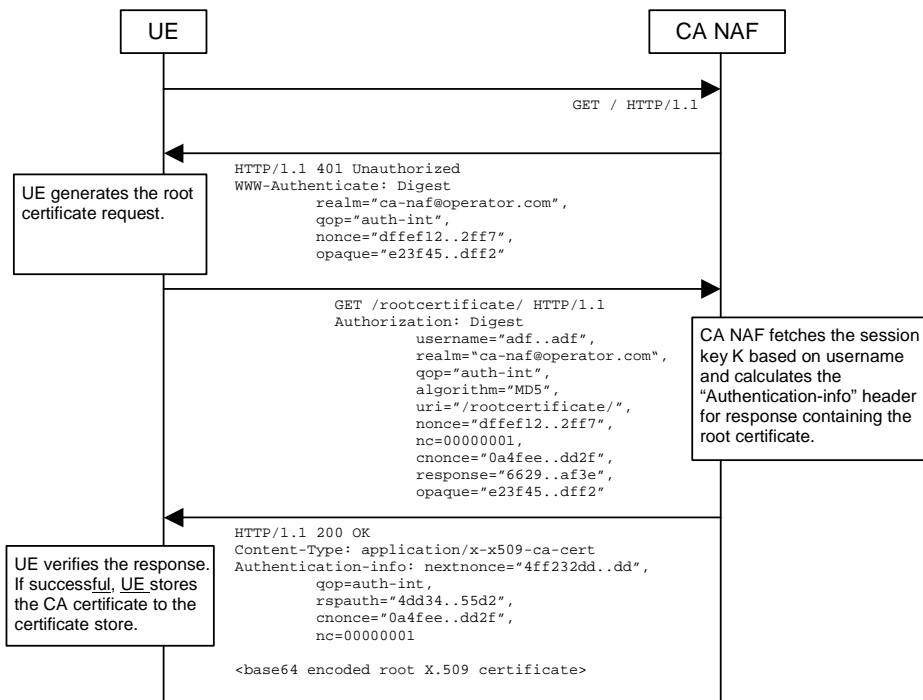 UE
CA NAF
GET / HTTP/1.1
HTTP/1.1 401 Unauthorized
WWW-Authenticate: Digest
realm="ca-naf@operator.com",
qop="auth-int",
nonce="dffef12..2ff7",
opaque="e23f45..dff2"
UE generates the root
certificate request.
GET /rootcertificate/ HTTP/1.1
Authorization: Digest
username="adf..adf",
realm="ca-naf@operator.com“,
qop="auth-int",
algorithm="MD5",
uri="/rootcertificate/",
nonce="dffef12..2ff7",
nc=00000001,
cnonce="0a4fee..dd2f",
response="6629..af3e",
opaque="e23f45..dff2"
CA NAF fetches the session
key K based on username
and calculates the
“Authentication-info” header
for response containing the
root certificate.
HTTP/1.1 200 OK
Content-Type: application/x-x509-ca-cert
Authentication-info: nextnonce="4ff232dd..dd",
qop=auth-int,
rspauth="4dd34..55d2",
cnonce="0a4fee..dd2f",
nc=00000001
<base64 encoded root X.509 certificate>
UE verifies the response.
If successful, UE stores
the CA certificate to the
certificate store.